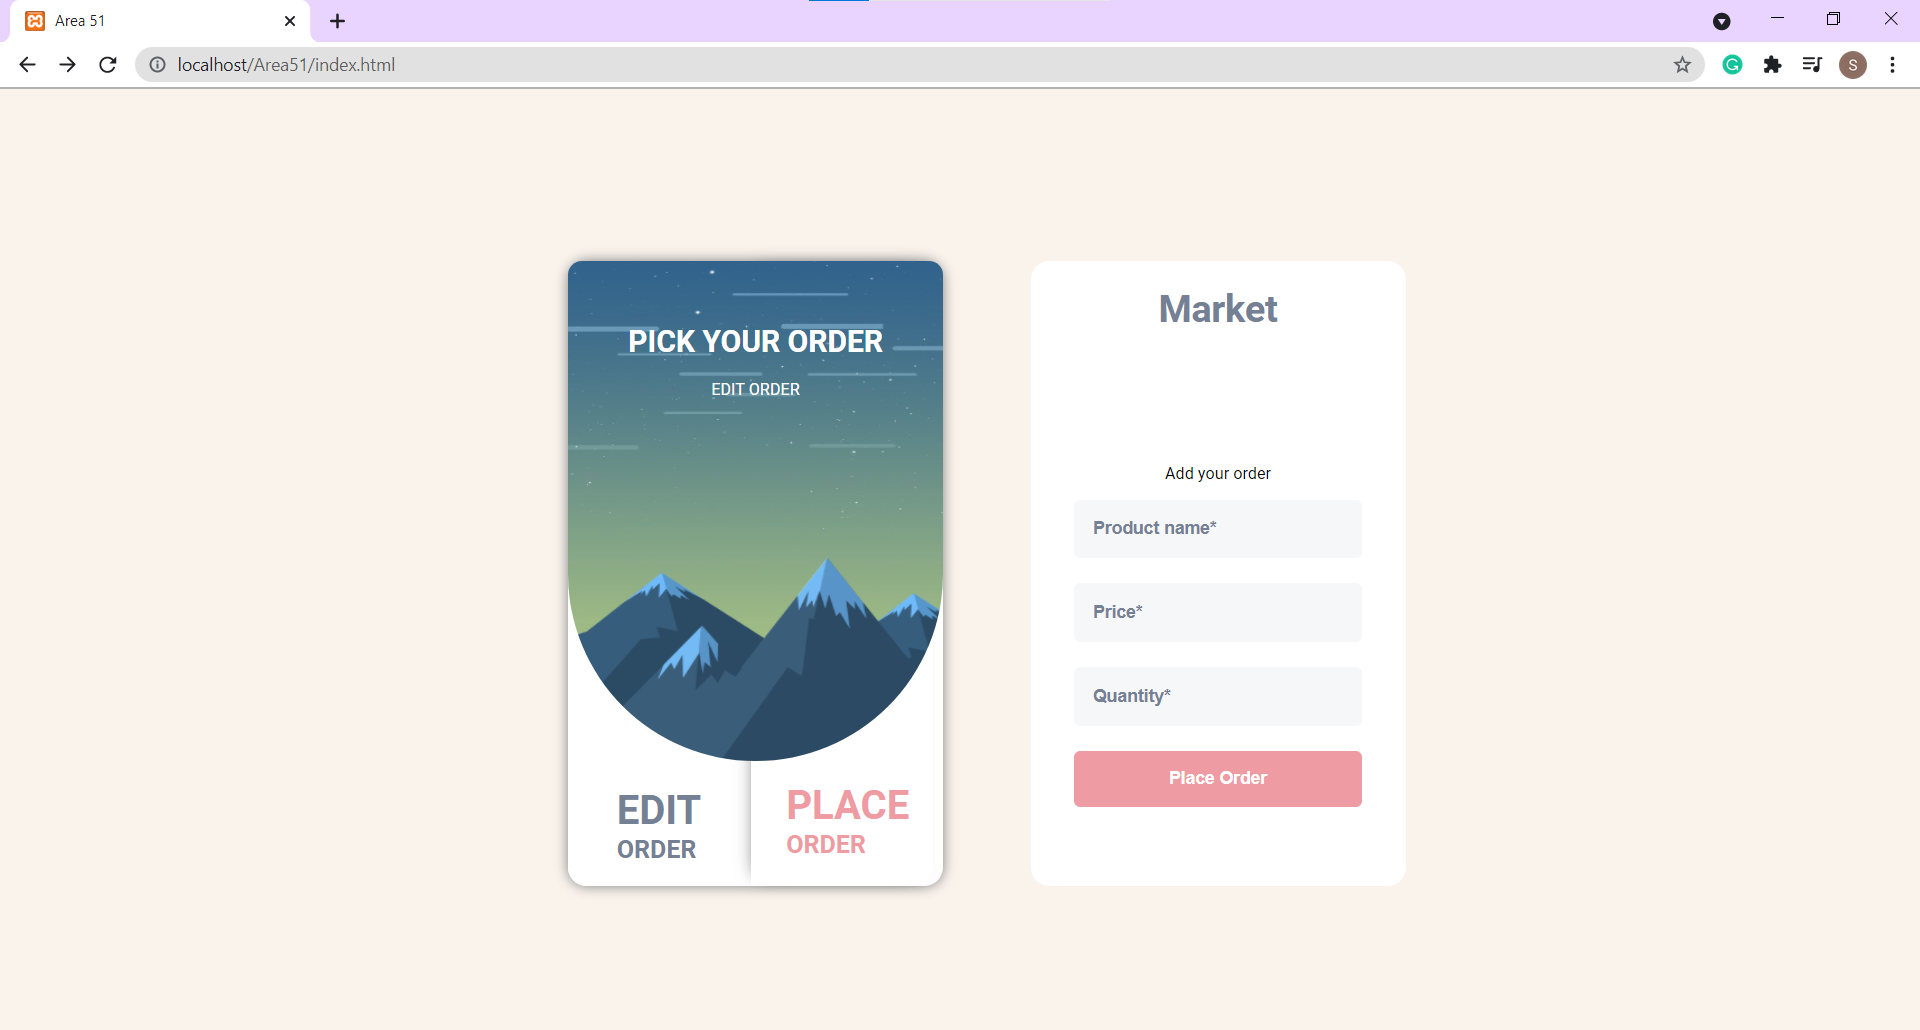 Area 51
localhost/Area51/index.html
S
PICK YOUR ORDER
EDIT ORDER
EDIT
ORDER
PLACE
ORDER
Market
Add your order
Product name*
Price*
Quantity*
Place Order